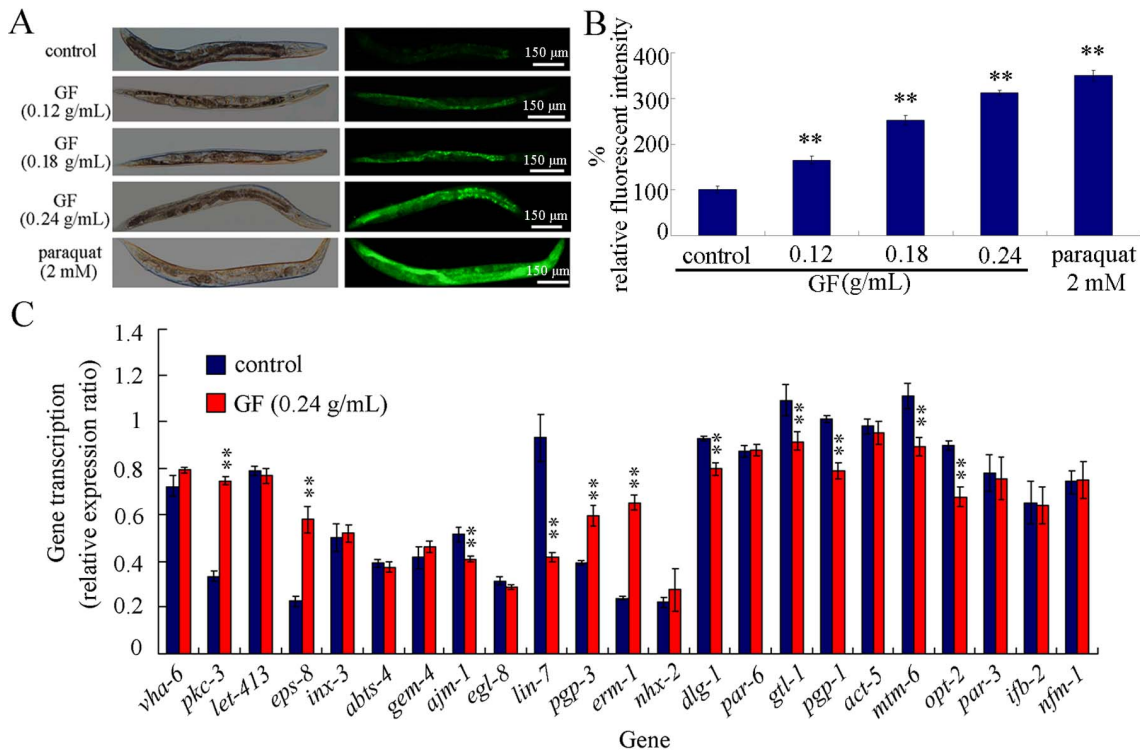 A
control
150 μm
GF
(0.12 g/mL)
150 μm
GF
(0.18 g/mL)
150 μm
GF
(0.24 g/mL)
150 μm
paraquat
(2 mM)
150 μm
B
%
relative fluorescent intensity
400
300
200
100
0
**
**
**
**
control
0.12
0.18
0.24
paraquat
2 mM
GF(g/mL)
C
Gene transcription
(relative expression ratio)
1.4
1.2
1
0.8
0.6
0.4
0.2
0
control
GF (0.24 g/mL)
**
**
**
**
**
**
**
**
**
**
**
vha-6
pkc-3
let-413
eps-8
inx-3
abts-4
gem-4
ajm-1
egl-8
lin-7
pgp-3
erm-1
nhx-2
dlg-1
par-6
gtl-1
pgp-1
act-5
mtm-6
opt-2
par-3
ifb-2
nfm-1
Gene